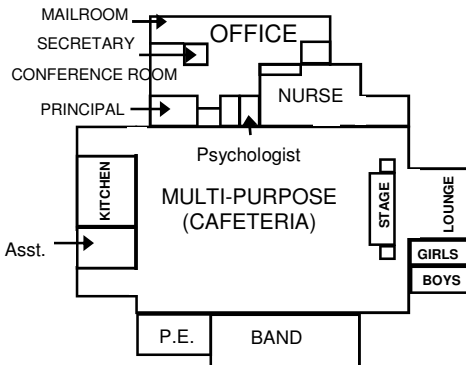 MAILROOM
OFFICE
SECRETARY
CONFERENCE ROOM
NURSE
PRINCIPAL
Psychologist
KITCHEN
MULTI-PURPOSE
(CAFETERIA)
STAGE
LOUNGE
Asst.
GIRLS
BOYS
P.E.
BAND